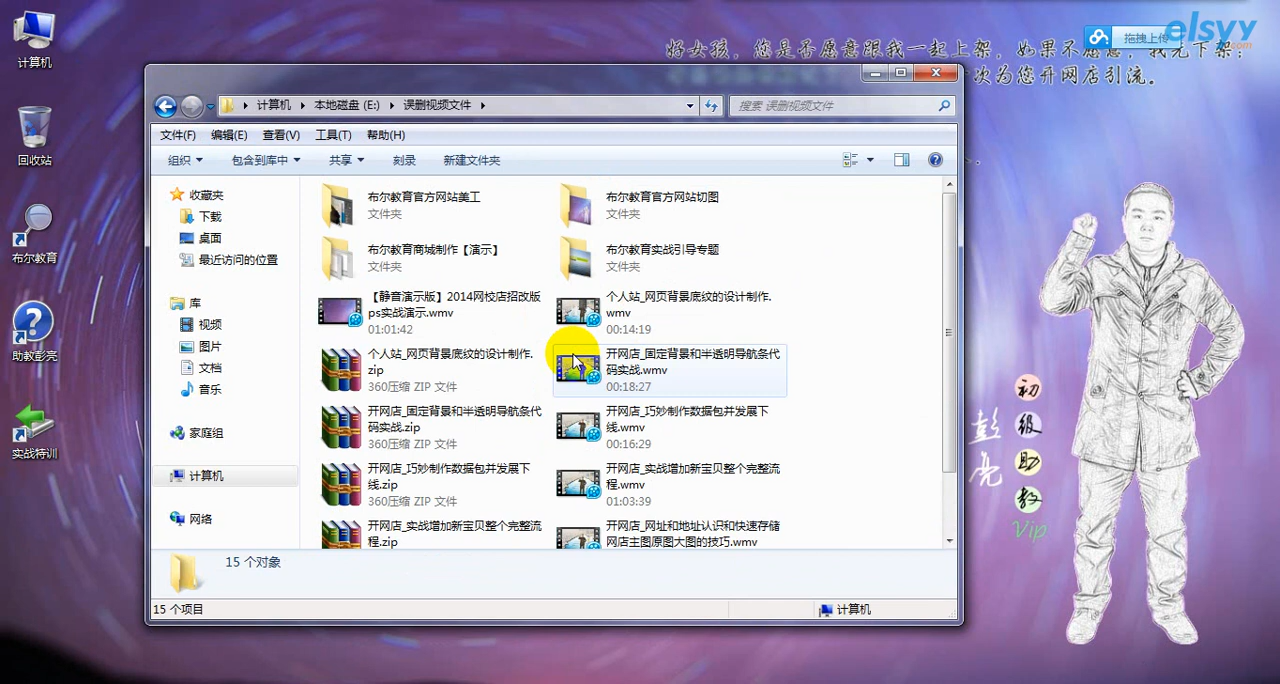 计算机
回收站
布尔教育
助教彭亮
实战特训
好女孩，您是否愿意跟我一起上架，如果不愿意，我先下架；
次为您开网店引流。
拖拽上传
elsyy
.com
计算机 本地磁盘 (E:) 误删视频文件
搜索 误删视频文件
文件(F) 编辑(E) 查看(V) 工具(T) 帮助(H)
组织 包含到库中 共享 刻录 新建文件夹
收藏夹
下载
桌面
最近访问的位置
库
视频
图片
文档
音乐
家庭组
计算机
网络
布尔教育官方网站美工
文件夹
布尔教育官方网站切图
文件夹
布尔教育商城制作【演示】
文件夹
布尔教育实战引导专题
文件夹
【静音演示版】2014网校店招改版
ps实战演示.wmv
01:01:42
个人站_网页背景底纹的设计制作.
wmv
00:14:19
个人站_网页背景底纹的设计制作.
zip
360压缩 ZIP 文件
开网店_固定背景和半透明导航条代
码实战.wmv
00:18:27
开网店_固定背景和半透明导航条代
码实战.zip
360压缩 ZIP 文件
开网店_巧妙制作数据包并发展下
线.wmv
00:16:29
开网店_巧妙制作数据包并发展下
线.zip
360压缩 ZIP 文件
开网店_实战增加新宝贝整个完整流
程.wmv
01:03:39
开网店_实战增加新宝贝整个完整流
程.zip
开网店_网址和地址认识和快速存储
网店主图原图大图的技巧.wmv
15 个对象
15 个项目
计算机
彭亮
初级助教
Vip